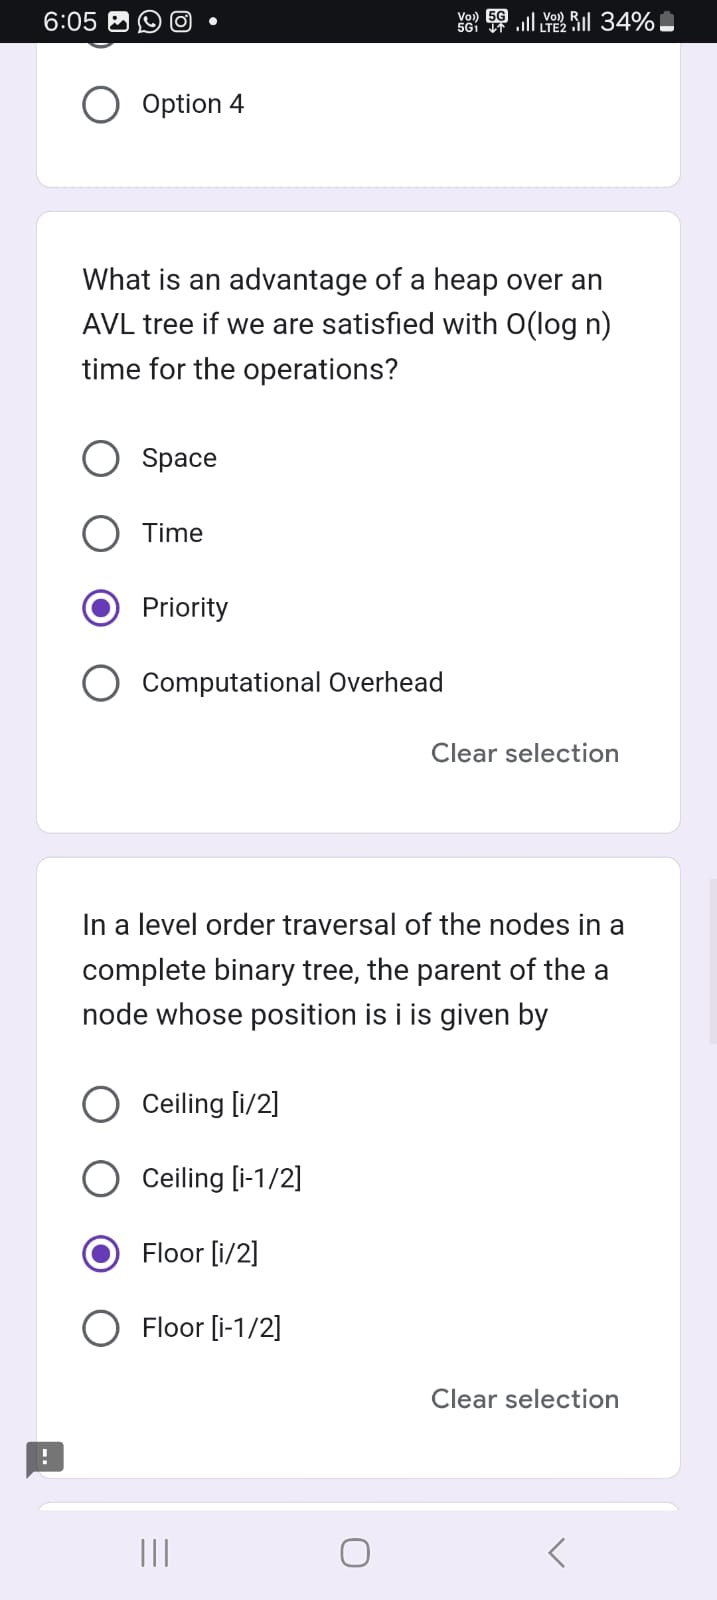 6:05
Vo)) 5G Vo)) R 34%
5G1 LTE2
Option 4
What is an advantage of a heap over an
AVL tree if we are satisfied with O(log n)
time for the operations?
Space
Time
Priority
Computational Overhead
Clear selection
In a level order traversal of the nodes in a
complete binary tree, the parent of the a
node whose position is i is given by
Ceiling [i/2]
Ceiling [i-1/2]
Floor [i/2]
Floor [i-1/2]
Clear selection
!